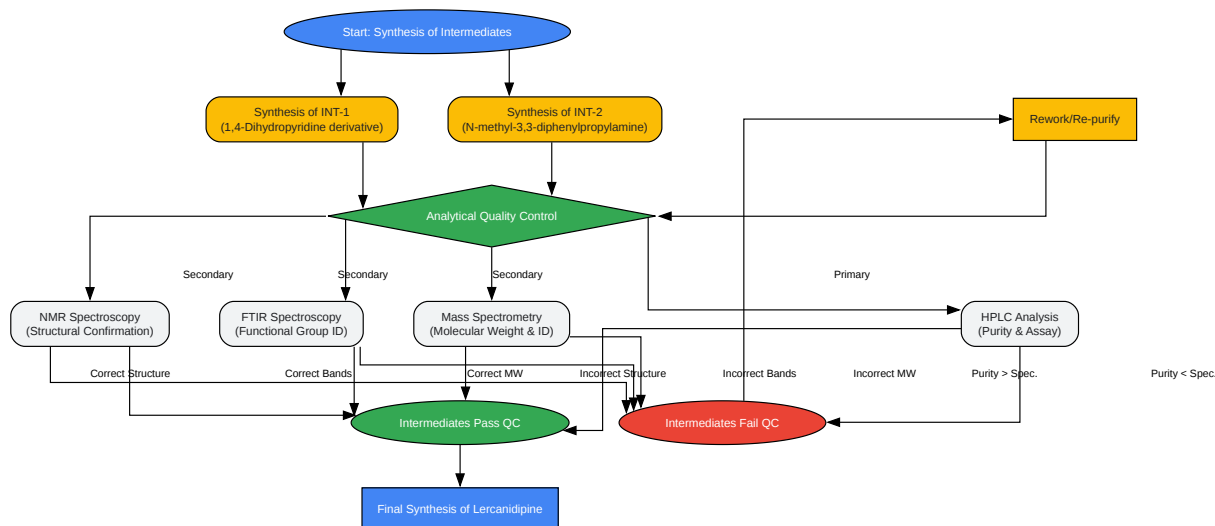 Start: Synthesis of Intermediates
Synthesis of INT-1
(1,4-Dihydropyridine derivative)
Synthesis of INT-2
(N-methyl-3,3-diphenylpropylamine)
Rework/Re-purify
Analytical Quality Control
Secondary
Secondary
Secondary
Primary
NMR Spectroscopy
(Structural Confirmation)
FTIR Spectroscopy
(Functional Group ID)
Mass Spectrometry
(Molecular Weight & ID)
HPLC Analysis
(Purity & Assay)
Correct Structure
Correct Bands
Correct MW
Incorrect Structure
Incorrect Bands
Incorrect MW
Purity > Spec.
Purity < Spec.
Intermediates Pass QC
Intermediates Fail QC
Final Synthesis of Lercanidipine